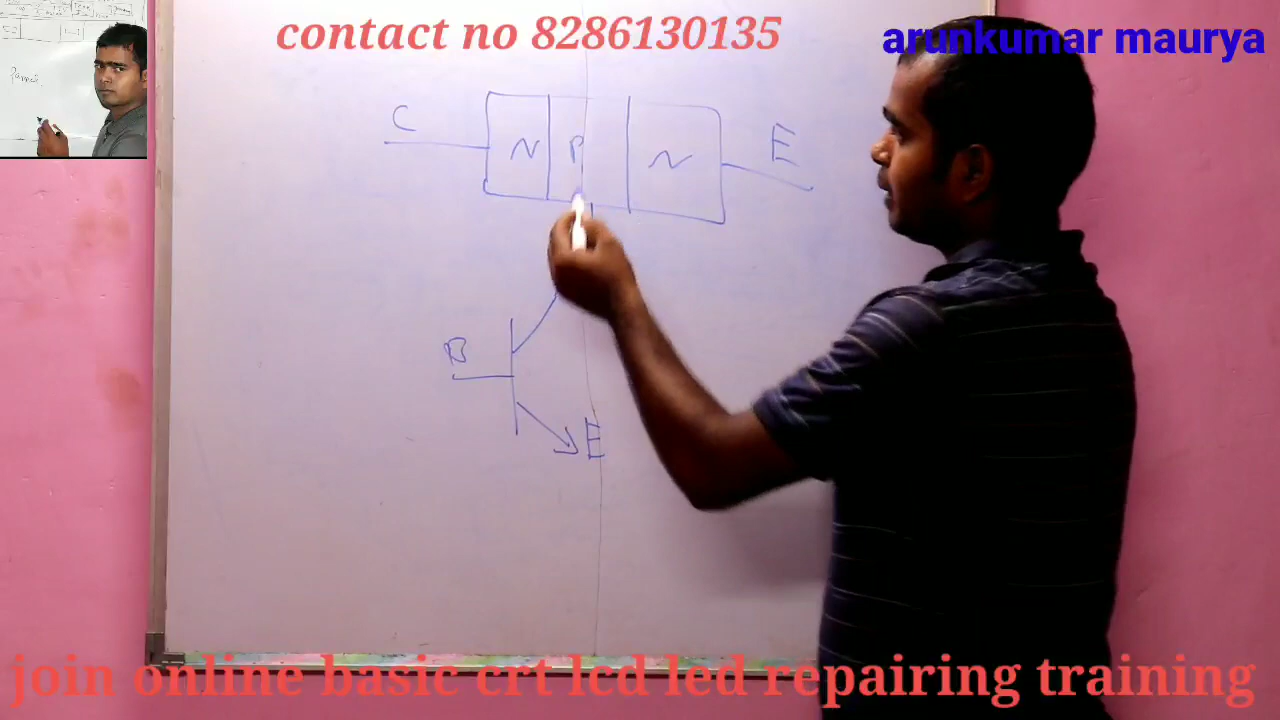 contact no 8286130135
arunkumar maurya
C
N P N
E
B
E
join online basic crt lcd led repairing training